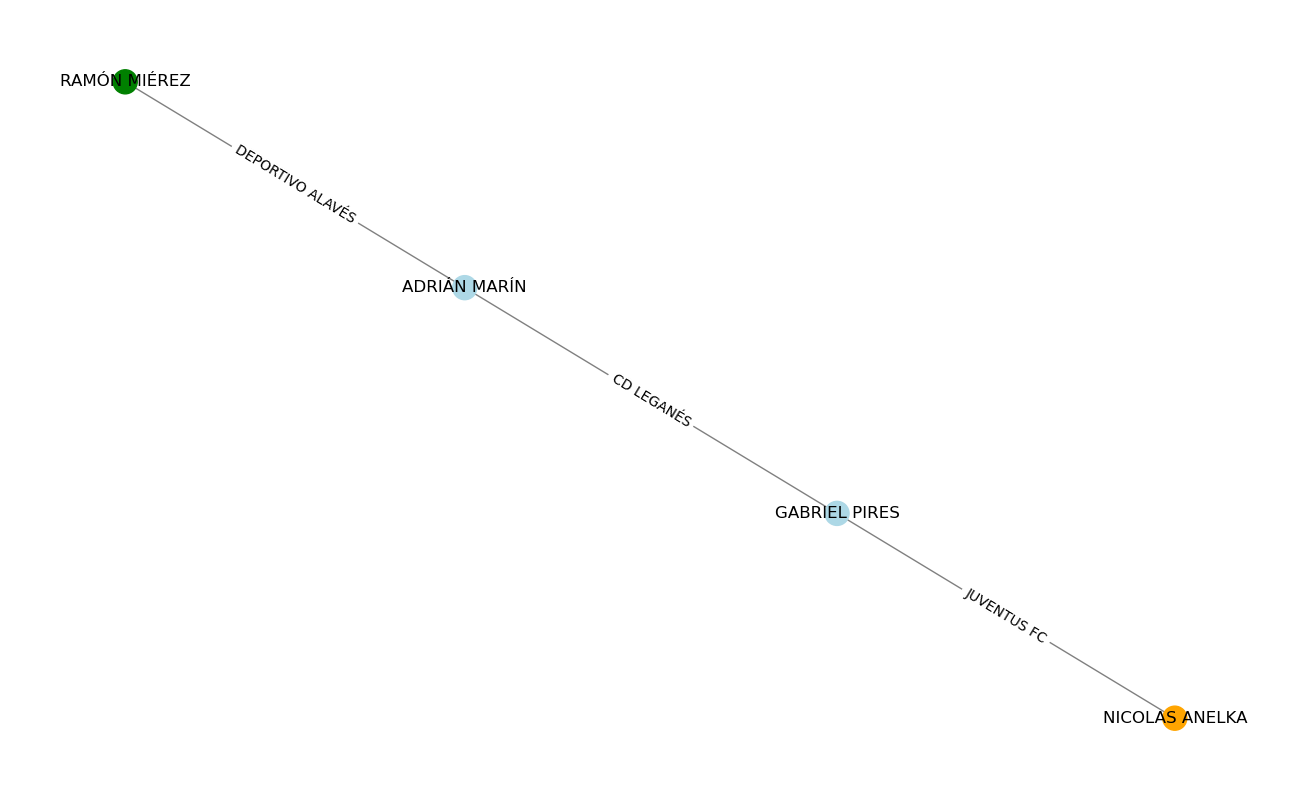 RAMÓN MIÉREZ
DEPORTIVO ALAVÉS
ADRIÁN MARÍN
CD LEGANÉS
GABRIEL PIRES
JUVENTUS FC
NICOLAS ANELKA